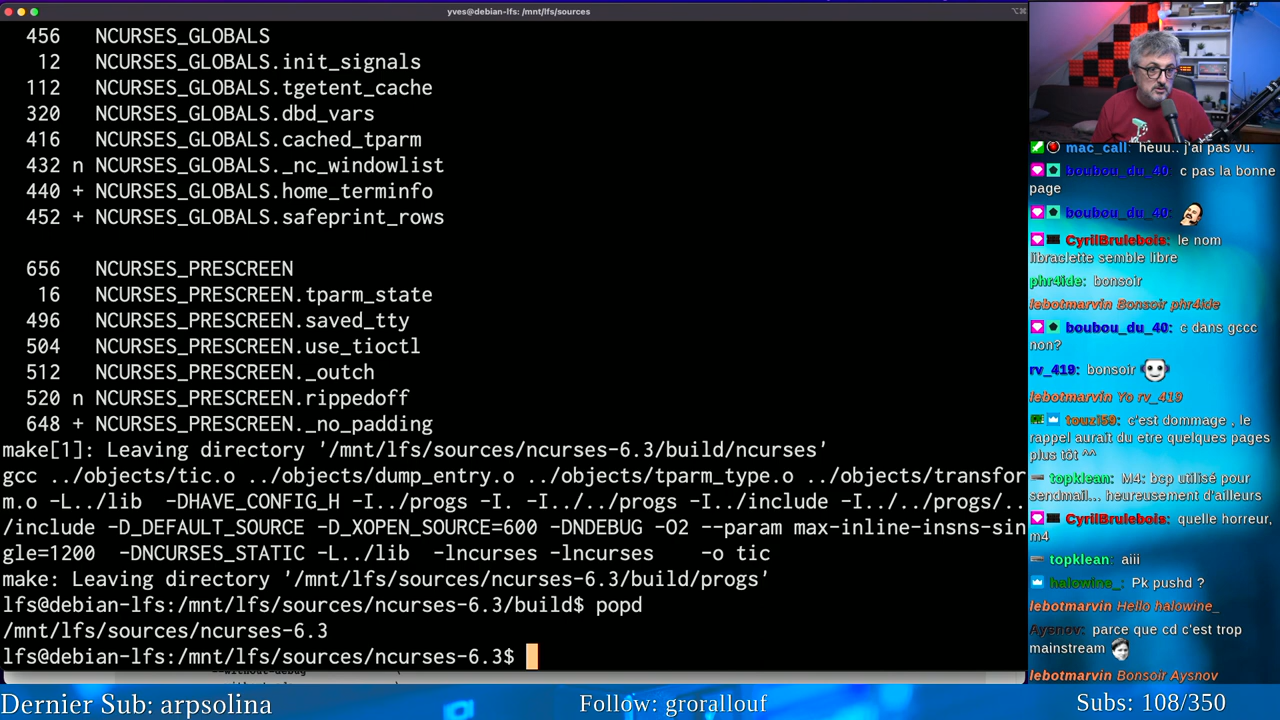 yves@debian-lfs: /mnt/lfs/sources
456 NCURSES_GLOBALS
12 NCURSES_GLOBALS.init_signals
112 NCURSES_GLOBALS.tgetent_cache
320 NCURSES_GLOBALS.dbd_vars
416 NCURSES_GLOBALS.cached_tparm
432 n NCURSES_GLOBALS._nc_windowlist
440 + NCURSES_GLOBALS.home_terminfo
452 + NCURSES_GLOBALS.safeprint_rows
656 NCURSES_PRESCREEN
16 NCURSES_PRESCREEN.tparm_state
496 NCURSES_PRESCREEN.saved_tty
504 NCURSES_PRESCREEN.use_tioctl
512 NCURSES_PRESCREEN._outch
520 n NCURSES_PRESCREEN.rippedoff
648 + NCURSES_PRESCREEN._no_padding
make[1]: Leaving directory '/mnt/lfs/sources/ncurses-6.3/build/ncurses'
gcc ../objects/tic.o ../objects/dump_entry.o ../objects/tparm_type.o ../objects/transfor
m.o -L../lib -DHAVE_CONFIG_H -I../progs -I. -I../../progs -I../include -I../../progs/..
/include -D_DEFAULT_SOURCE -D_XOPEN_SOURCE=600 -DNDEBUG -O2 --param max-inline-insns-sin
gle=1200 -DNCURSES_STATIC -L../lib -lncurses -lncurses -o tic
make: Leaving directory '/mnt/lfs/sources/ncurses-6.3/build/progs'
lfs@debian-lfs:/mnt/lfs/sources/ncurses-6.3/build$ popd
/mnt/lfs/sources/ncurses-6.3
lfs@debian-lfs:/mnt/lfs/sources/ncurses-6.3$
mac_call: heuu.. j'ai pas vu.
boubou_du_40: c pas la bonne
page
boubou_du_40:
CyrilBrulebois: le nom
libraclette semble libre
phr4ide: bonsoir
lebotmarvin Bonsoir phr4ide
boubou_du_40: c dans gccc
non?
rv_419: bonsoir
lebotmarvin Yo rv_419
touzi59: c'est dommage , le
rappel aurait du etre quelques pages
plus tôt ^^
topklean: M4: bcp utilisé pour
sendmail... heureusement d'ailleurs
CyrilBrulebois: quelle horreur,
m4
topklean: aiii
halowine_: Pk pushd ?
lebotmarvin Hello halowine_
Aysnov: parce que cd c'est trop
mainstream
lebotmarvin Bonsoir Aysnov
Dernier Sub: arpsolina
Follow: grorallouf
Subs: 108/350